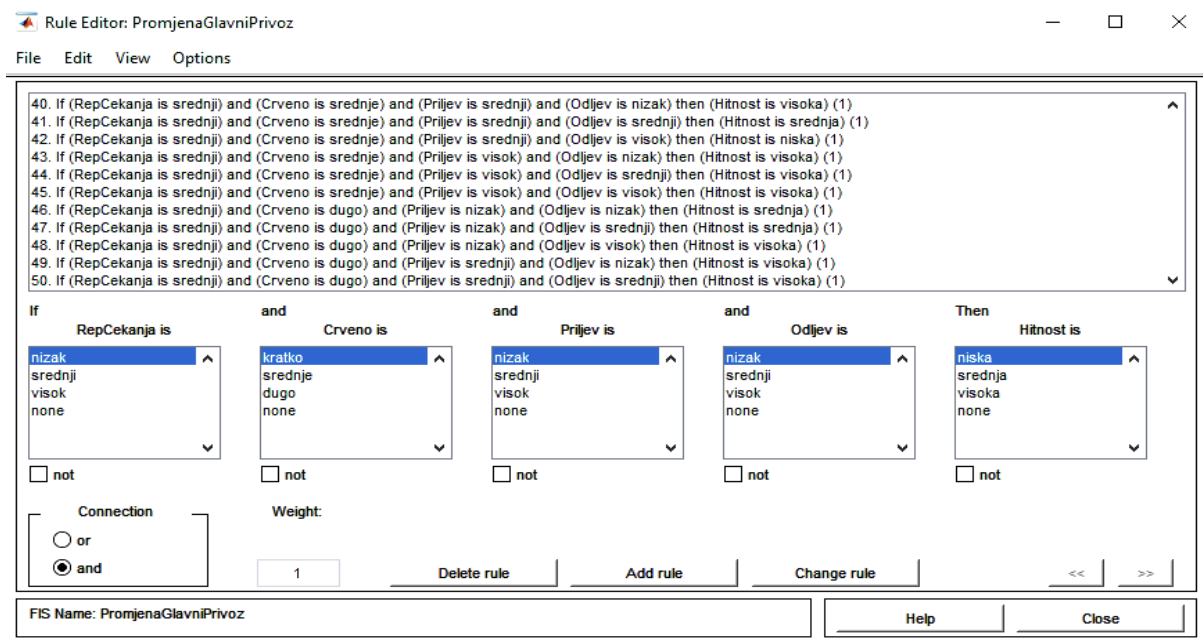 Rule Editor: PromjenaGlavniPrivoz
File Edit View Options
40. If (RepCekanja is srednji) and (Crveno is srednje) and (Priljev is srednji) and (Odljev is nizak) then (Hitnost is visoka) (1)
41. If (RepCekanja is srednji) and (Crveno is srednje) and (Priljev is srednji) and (Odljev is srednji) then (Hitnost is srednja) (1)
42. If (RepCekanja is srednji) and (Crveno is srednje) and (Priljev is srednji) and (Odljev is visok) then (Hitnost is niska) (1)
43. If (RepCekanja is srednji) and (Crveno is srednje) and (Priljev is visok) and (Odljev is nizak) then (Hitnost is visoka) (1)
44. If (RepCekanja is srednji) and (Crveno is srednje) and (Priljev is visok) and (Odljev is srednji) then (Hitnost is visoka) (1)
45. If (RepCekanja is srednji) and (Crveno is srednje) and (Priljev is visok) and (Odljev is visok) then (Hitnost is visoka) (1)
46. If (RepCekanja is srednji) and (Crveno is dugo) and (Priljev is nizak) and (Odljev is nizak) then (Hitnost is srednja) (1)
47. If (RepCekanja is srednji) and (Crveno is dugo) and (Priljev is nizak) and (Odljev is srednji) then (Hitnost is srednja) (1)
48. If (RepCekanja is srednji) and (Crveno is dugo) and (Priljev is nizak) and (Odljev is visok) then (Hitnost is visoka) (1)
49. If (RepCekanja is srednji) and (Crveno is dugo) and (Priljev is srednji) and (Odljev is nizak) then (Hitnost is visoka) (1)
50. If (RepCekanja is srednji) and (Crveno is dugo) and (Priljev is srednji) and (Odljev is srednji) then (Hitnost is visoka) (1)
If and and and Then
RepCekanja is Crveno is Priljev is Odljev is Hitnost is
nizak kratko nizak nizak niska
srednji srednje srednji srednji srednja
visok dugo visok visok visoka
none none none none none
not not not not not
Connection Weight:
or
and 1 Delete rule Add rule Change rule << >>
FIS Name: PromjenaGlavniPrivoz Help Close